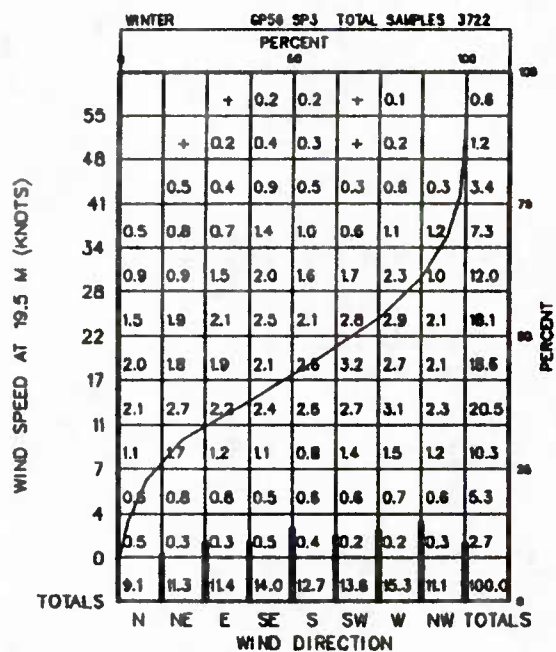 WINTER GP56 SP3 TOTAL SAMPLES 3722
PERCENT
0 50 100
100
+ 0.2 0.2 + 0.1 0.6
55
+ 0.2 0.4 0.3 + 0.2 1.2
48
0.5 0.4 0.9 0.5 0.3 0.6 0.3 3.4
41 75
0.5 0.8 0.7 1.4 1.0 0.6 1.1 1.2 7.3
34
0.9 0.9 1.5 2.0 1.6 1.7 2.3 1.0 12.0
28
1.5 1.9 2.1 2.5 2.1 2.8 2.9 2.1 18.1
22 50
2.0 1.8 1.9 2.1 2.6 3.2 2.7 2.1 18.6
17
2.1 2.7 2.2 2.4 2.6 2.7 3.1 2.3 20.5
11
1.1 1.7 1.2 1.1 0.8 1.4 1.5 1.2 10.3
7 25
0.6 0.8 0.8 0.5 0.6 0.6 0.7 0.6 5.3
4
0.5 0.3 0.3 0.5 0.4 0.2 0.2 0.3 2.7
0
9.1 11.3 11.4 14.0 12.7 13.6 15.3 11.1 100.0
TOTALS 0
N NE E SE S SW W NW TOTALS
WIND DIRECTION
WIND SPEED AT 19.5 M (KNOTS)
PERCENT